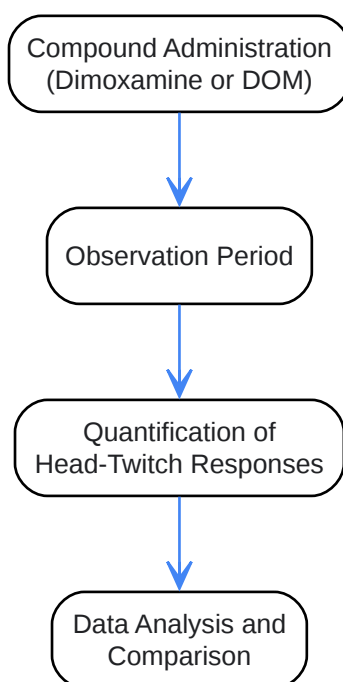 Compound Administration
(Dimoxamine or DOM)
Observation Period
Quantification of
Head-Twitch Responses
Data Analysis and
Comparison